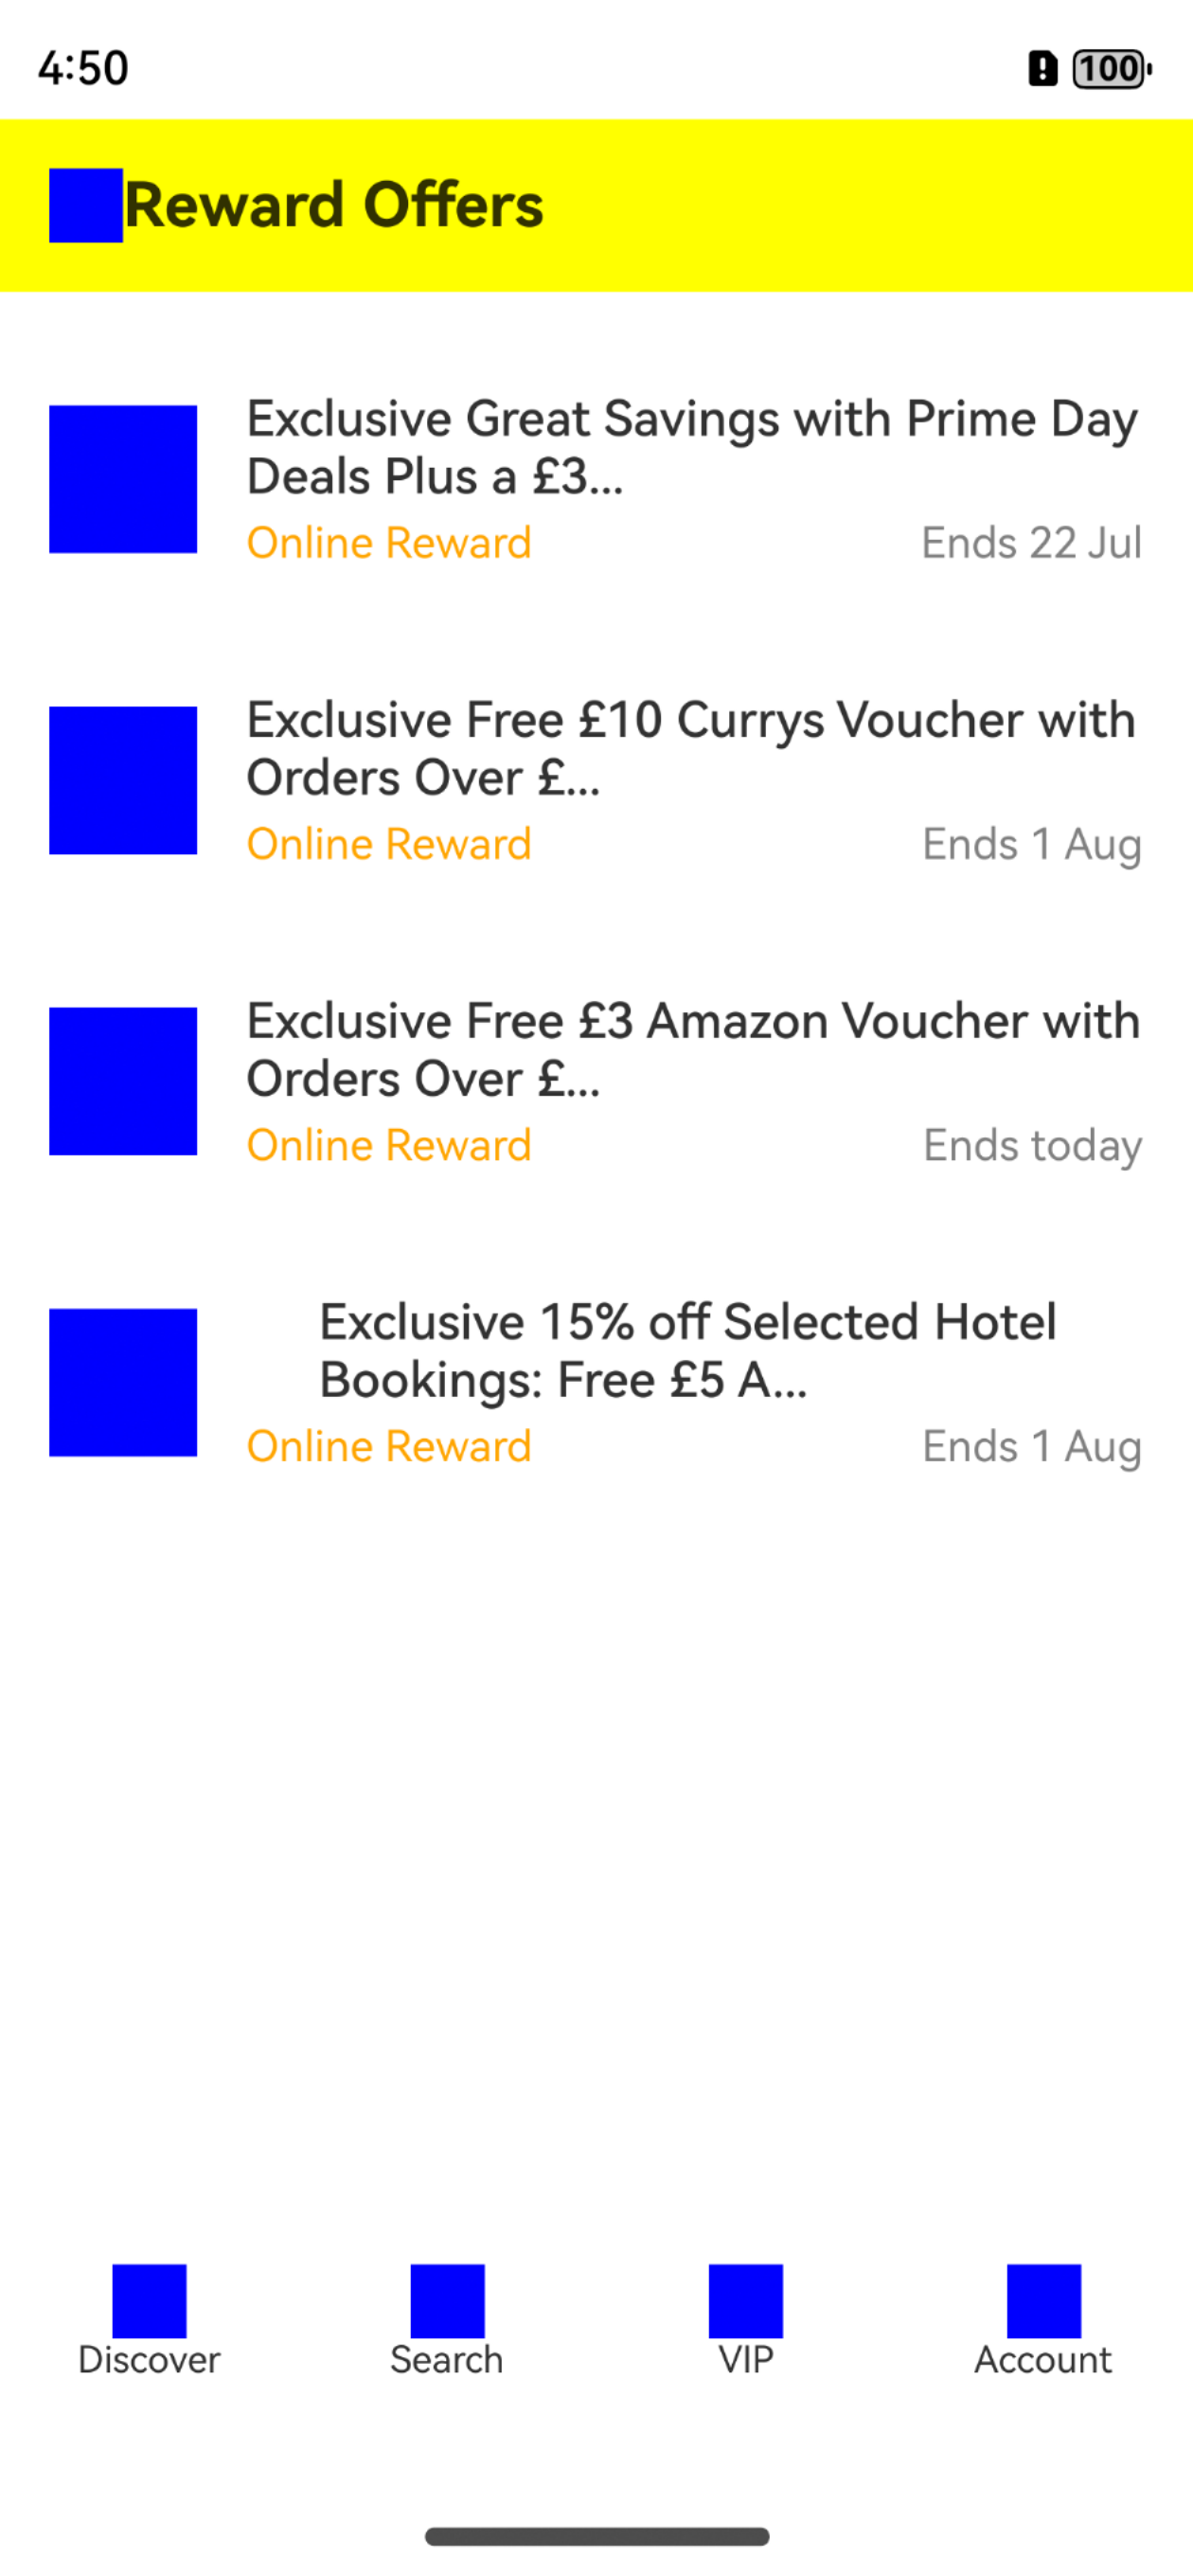 4:50
100
Reward Offers
Exclusive Great Savings with Prime Day
Deals Plus a £3...
Online Reward
Ends 22 Jul
Exclusive Free £10 Currys Voucher with
Orders Over £...
Online Reward
Ends 1 Aug
Exclusive Free £3 Amazon Voucher with
Orders Over £...
Online Reward
Ends today
Exclusive 15% off Selected Hotel
Bookings: Free £5 A...
Online Reward
Ends 1 Aug
Discover
Search
VIP
Account